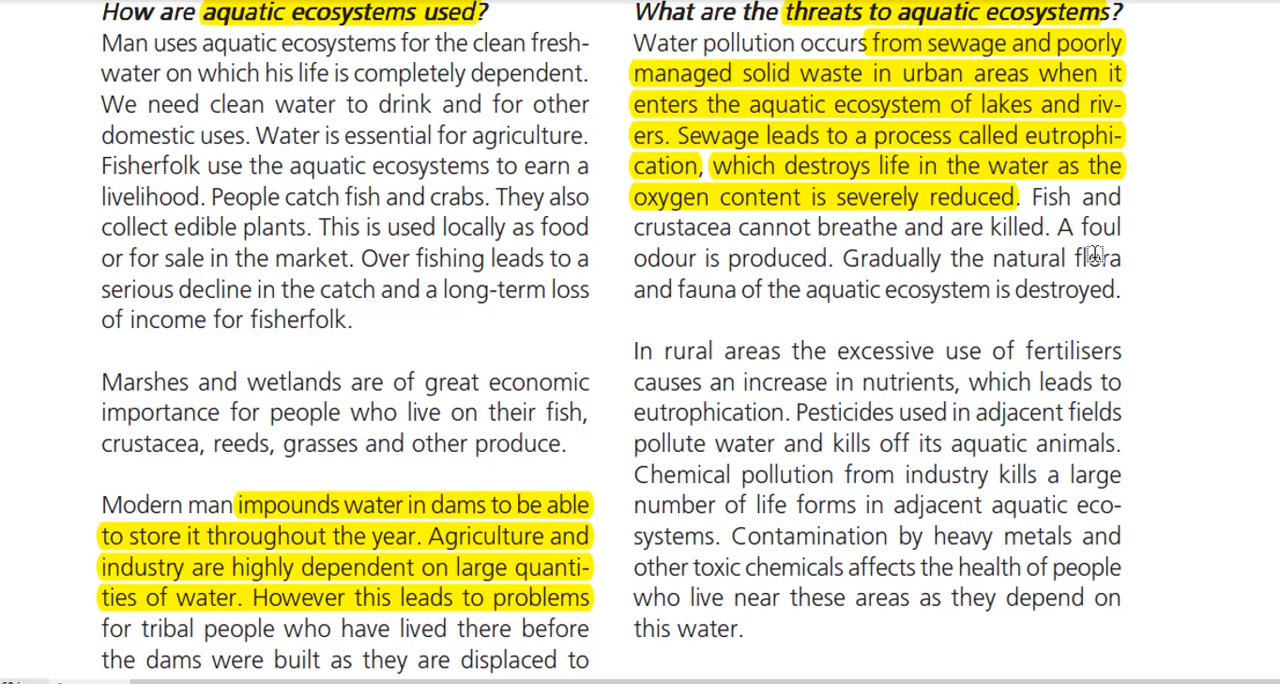 How are aquatic ecosystems used?
Man uses aquatic ecosystems for the clean fresh-
water on which his life is completely dependent.
We need clean water to drink and for other
domestic uses. Water is essential for agriculture.
Fisherfolk use the aquatic ecosystems to earn a
livelihood. People catch fish and crabs. They also
collect edible plants. This is used locally as food
or for sale in the market. Over fishing leads to a
serious decline in the catch and a long-term loss
of income for fisherfolk.
Marshes and wetlands are of great economic
importance for people who live on their fish,
crustacea, reeds, grasses and other produce.
Modern man impounds water in dams to be able
to store it throughout the year. Agriculture and
industry are highly dependent on large quanti-
ties of water. However this leads to problems
for tribal people who have lived there before
the dams were built as they are displaced to
What are the threats to aquatic ecosystems?
Water pollution occurs from sewage and poorly
managed solid waste in urban areas when it
enters the aquatic ecosystem of lakes and riv-
ers. Sewage leads to a process called eutrophi-
cation, which destroys life in the water as the
oxygen content is severely reduced. Fish and
crustacea cannot breathe and are killed. A foul
odour is produced. Gradually the natural flora
and fauna of the aquatic ecosystem is destroyed.
In rural areas the excessive use of fertilisers
causes an increase in nutrients, which leads to
eutrophication. Pesticides used in adjacent fields
pollute water and kills off its aquatic animals.
Chemical pollution from industry kills a large
number of life forms in adjacent aquatic eco-
systems. Contamination by heavy metals and
other toxic chemicals affects the health of people
who live near these areas as they depend on
this water.